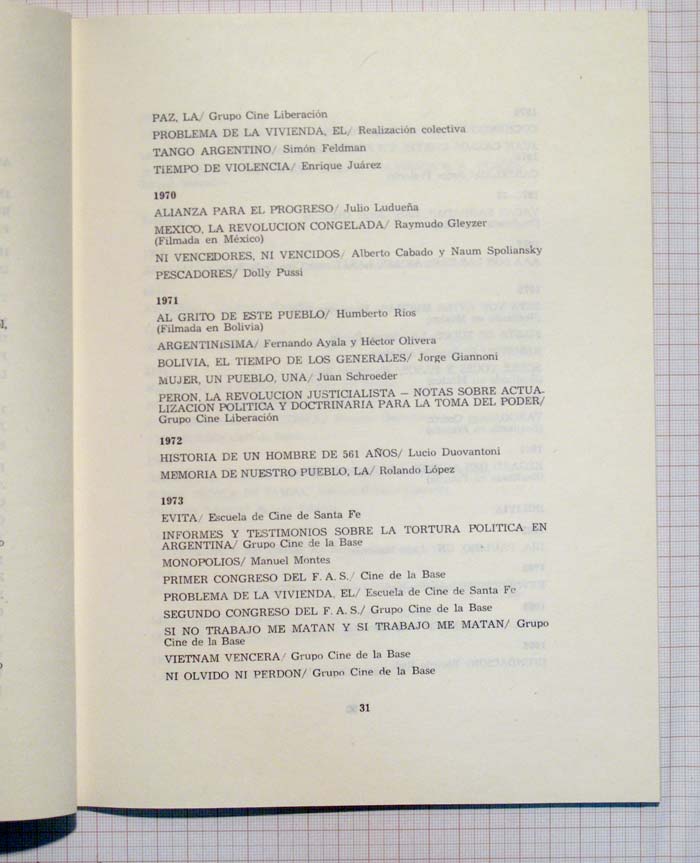 PAZ, LA/ Grupo Cine Liberación
PROBLEMA DE LA VIVIENDA, EL/ Realización colectiva
TANGO ARGENTINO/ Simón Feldman
TIEMPO DE VIOLENCIA/ Enrique Juárez
1970
ALIANZA PARA EL PROGRESO/ Julio Ludueña
MEXICO, LA REVOLUCION CONGELADA/ Raymudo Gleyzer
(Filmada en México)
NI VENCEDORES, NI VENCIDOS/ Alberto Cabado y Naum Spoliansky
PESCADORES/ Dolly Pussi
1971
AL GRITO DE ESTE PUEBLO/ Humberto Ríos
(Filmada en Bolivia)
ARGENTINíSIMA/ Fernando Ayala y Héctor Olivera
BOLIVIA, EL TIEMPO DE LOS GENERALES/ Jorge Giannoni
MUJER, UN PUEBLO, UNA/ Juan Schroeder
PERON, LA REVOLUCION JUSTICIALISTA — NOTAS SOBRE ACTUA-
LIZACION POLITICA Y DOCTRINARIA PARA LA TOMA DEL PODER/
Grupo Cine Liberación
1972
HISTORIA DE UN HOMBRE DE 561 AÑOS/ Lucio Duovantoni
MEMORIA DE NUESTRO PUEBLO, LA/ Rolando López
1973
EVITA/ Escuela de Cine de Santa Fe
INFORMES Y TESTIMONIOS SOBRE LA TORTURA POLITICA EN
ARGENTINA/ Grupo Cine de la Base
MONOPOLIOS/ Manuel Montes
PRIMER CONGRESO DEL F. A. S./ Cine de la Base
PROBLEMA DE LA VIVIENDA, EL/ Escuela de Cine de Santa Fe
SEGUNDO CONGRESO DEL F. A. S./ Grupo Cine de la Base
SI NO TRABAJO ME MATAN Y SI TRABAJO ME MATAN/ Grupo
Cine de la Base
VIETNAM VENCERA/ Grupo Cine de la Base
NI OLVIDO NI PERDON/ Grupo Cine de la Base
31